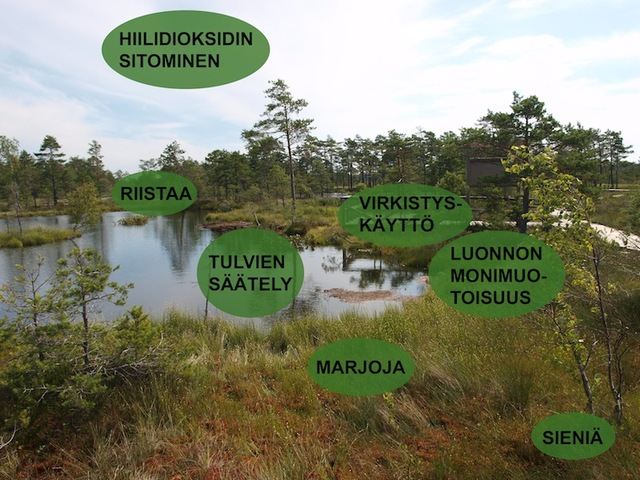 HIILIDIOKSIDIN
SITOMINEN
RIISTAA
VIRKISTYS-
KÄYTTÖ
TULVIEN
SÄÄTELY
LUONNON
MONIMUO-
TOISUUS
MARJOJA
SIENIÄ